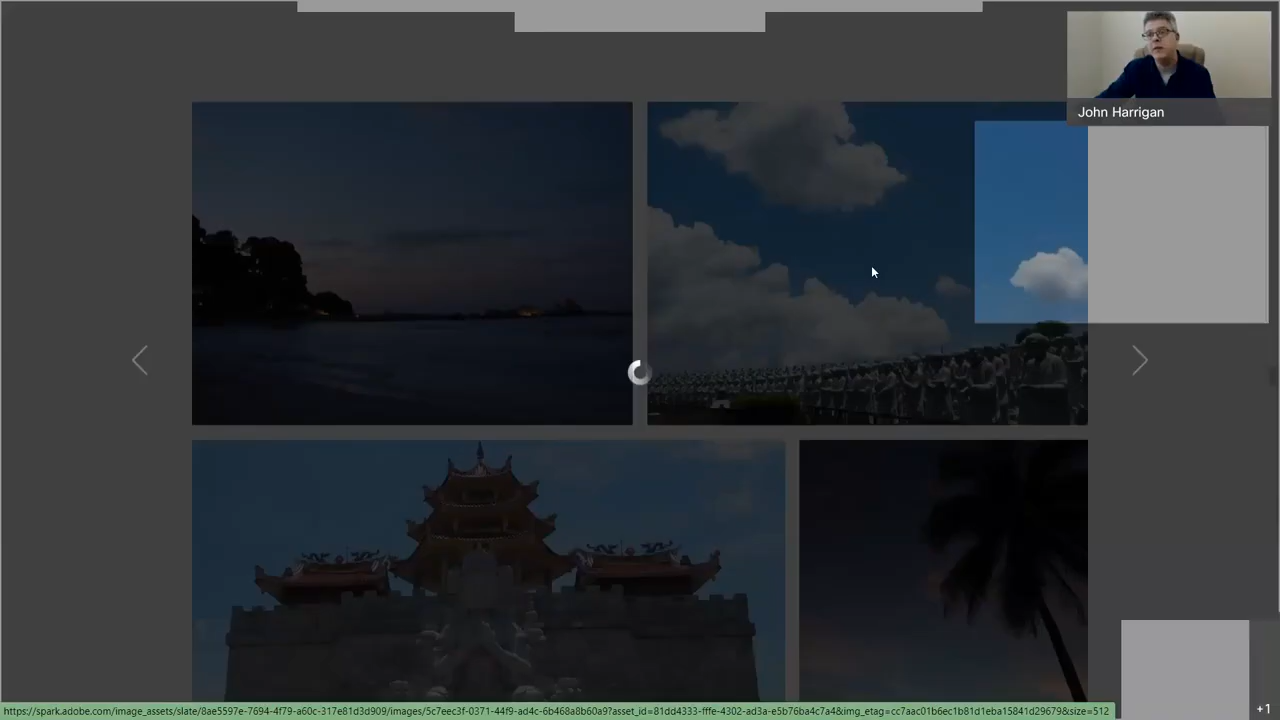 John Harrigan
https://spark.adobe.com/image_assets/slate/8ae5597e-7694-4f79-a60c-317e81d3d909/images/5c7eec3f-0371-44f9-ad4c-6b468a8b60a9?asset_id=81dd4333-fffe-4302-ad3a-e5b76ba4c7a4&img_etag=cc7aac01b6ec1b81d1eba15841d29679&size=512
+1